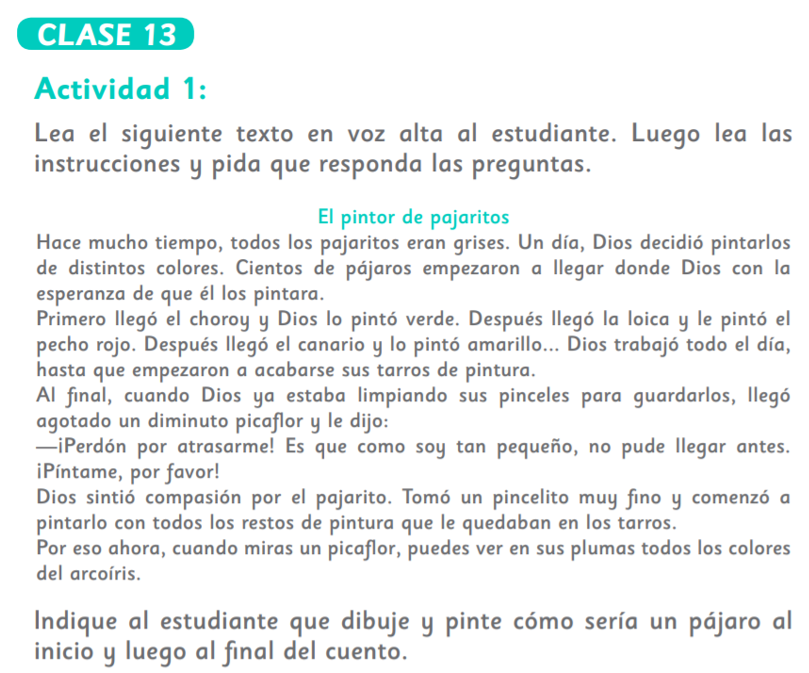 CLASE 13
Actividad 1:
Lea el siguiente texto en voz alta al estudiante. Luego lea las
instrucciones y pida que responda las preguntas.
El pintor de pajaritos
Hace mucho tiempo, todos los pajaritos eran grises. Un día, Dios decidió pintarlos
de distintos colores. Cientos de pájaros empezaron a llegar donde Dios con la
esperanza de que él los pintara.
Primero llegó el choroy y Dios lo pintó verde. Después llegó la loica y le pintó el
pecho rojo. Después llegó el canario y lo pintó amarillo... Dios trabajó todo el día,
hasta que empezaron a acabarse sus tarros de pintura.
Al final, cuando Dios ya estaba limpiando sus pinceles para guardarlos, llegó
agotado un diminuto picaflor y le dijo:
—¡Perdón por atrasarme! Es que como soy tan pequeño, no pude llegar antes.
¡Píntame, por favor!
Dios sintió compasión por el pajarito. Tomó un pincelito muy fino y comenzó a
pintarlo con todos los restos de pintura que le quedaban en los tarros.
Por eso ahora, cuando miras un picaflor, puedes ver en sus plumas todos los colores
del arcoíris.
Indique al estudiante que dibuje y pinte cómo sería un pájaro al
inicio y luego al final del cuento.